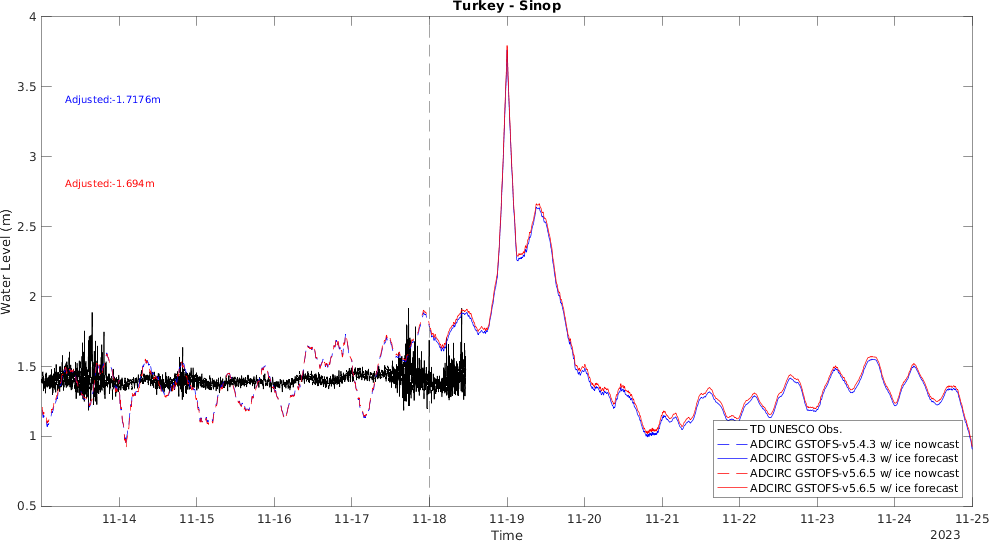 Turkey - Sinop
4
3.5
3
2.5
2
1.5
1
0.5
Water Level (m)
Adjusted:-1.7176m
Adjusted:-1.694m
TD UNESCO Obs.
ADCIRC GSTOFS-v5.4.3 w/ ice nowcast
ADCIRC GSTOFS-v5.4.3 w/ ice forecast
ADCIRC GSTOFS-v5.6.5 w/ ice nowcast
ADCIRC GSTOFS-v5.6.5 w/ ice forecast
11-14 11-15 11-16 11-17 11-18 11-19 11-20 11-21 11-22 11-23 11-24 11-25
Time
2023